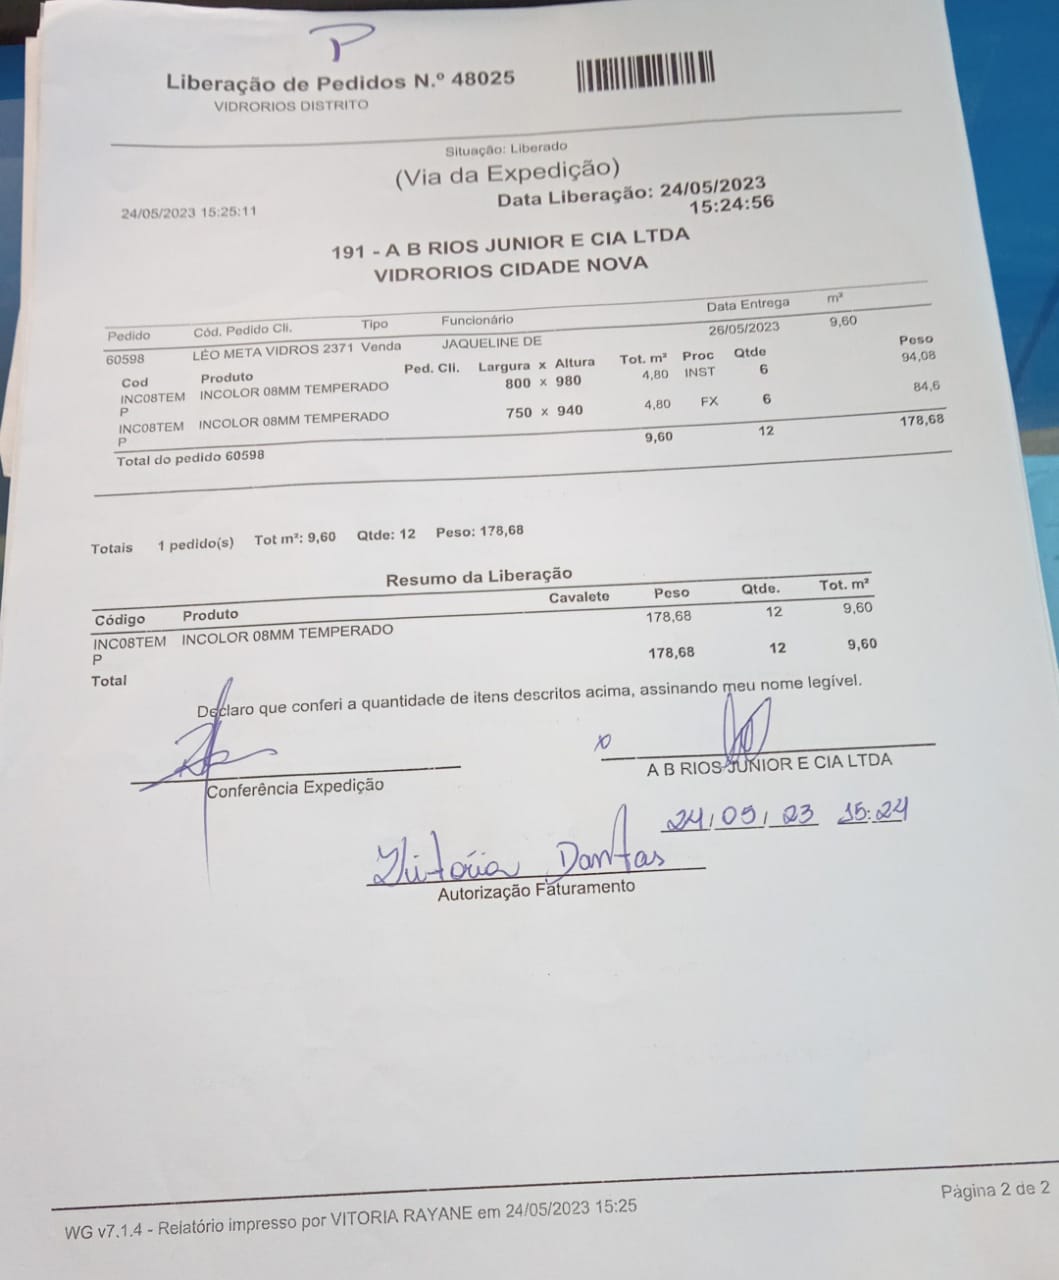 P
Liberação de Pedidos N.º 48025
VIDRORIOS DISTRITO
Situação: Liberado
(Via da Expedição)
24/05/2023 15:25:11
Data Liberação: 24/05/2023
15:24:56
191 - A B RIOS JUNIOR E CIA LTDA
VIDRORIOS CIDADE NOVA
Pedido Cód. Pedido Cli. Tipo Funcionário Data Entrega m²
60598 LÉO META VIDROS 2371 Venda JAQUELINE DE 26/05/2023 9,60
Cod Produto Ped. Cli. Largura x Altura Tot. m² Proc Qtde Peso
INC08TEM INCOLOR 08MM TEMPERADO 800 x 980 4,80 INST 6 94,08
P
INC08TEM INCOLOR 08MM TEMPERADO 750 x 940 4,80 FX 6 84,6
P
Total do pedido 60598 9,60 12 178,68
Totais 1 pedido(s) Tot m²: 9,60 Qtde: 12 Peso: 178,68
Resumo da Liberação
Código Produto Cavalete Peso Qtde. Tot. m²
INC08TEM INCOLOR 08MM TEMPERADO 178,68 12 9,60
P
Total 178,68 12 9,60
Declaro que conferi a quantidade de itens descritos acima, assinando meu nome legível.
Conferência Expedição
A B RIOS JUNIOR E CIA LTDA
24/05/23 15:24
Vitória Dantas
Autorização Faturamento
WG v7.1.4 - Relatório impresso por VITORIA RAYANE em 24/05/2023 15:25
Página 2 de 2